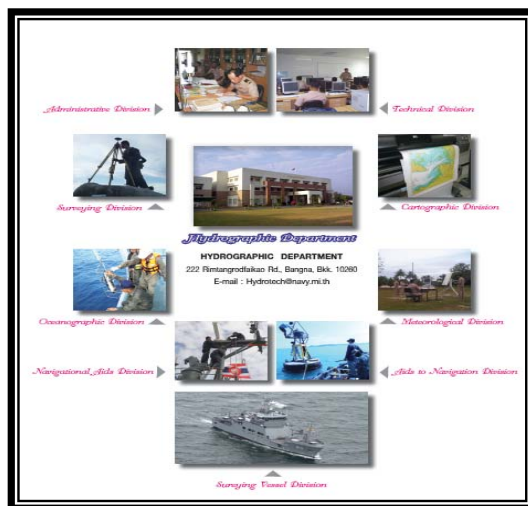 Administrative Division
Technical Division
Surveying Division
Cartographic Division
Hydrographic Department
HYDROGRAPHIC DEPARTMENT
222 Rimtangrodfaikao Rd., Bangna, Bkk. 10260
E-mail : Hydrotech@navy.mi.th
Oceanographic Division
Meteorological Division
Navigational Aids Division
Aids to Navigation Division
Sureying Vessel Division